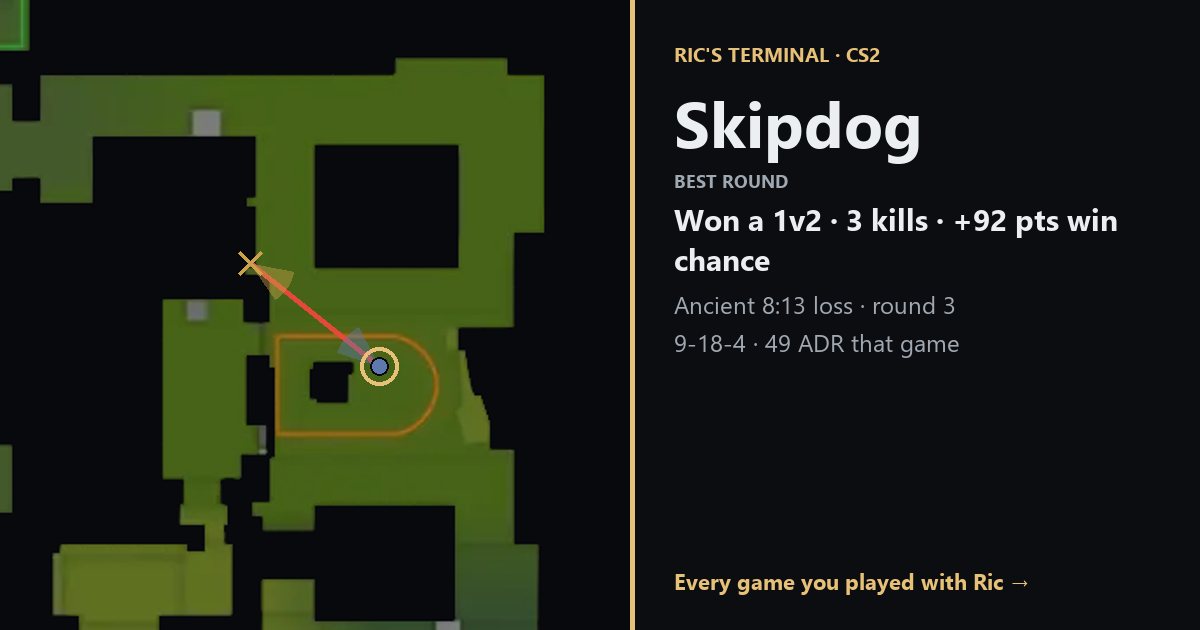 RIC'S TERMINAL · CS2
Skipdog
BEST ROUND
Won a 1v2 · 3 kills · +92 pts win
chance
Ancient 8:13 loss · round 3
9-18-4 · 49 ADR that game
Every game you played with Ric →